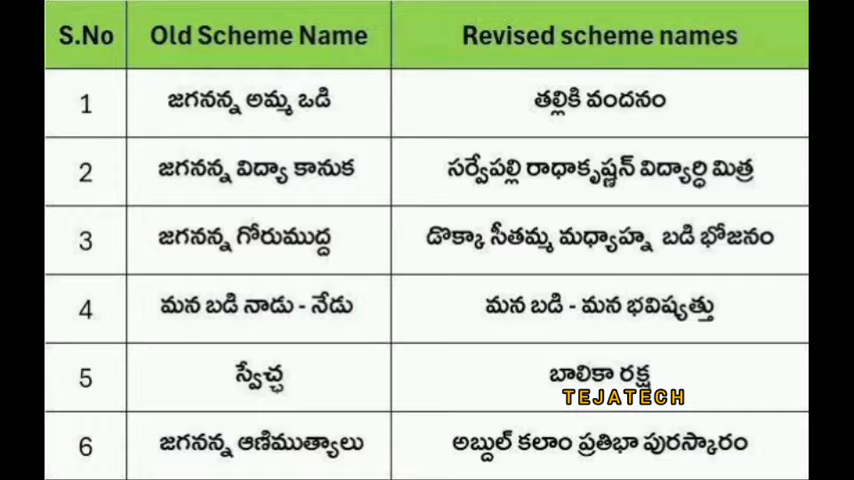 S.No Old Scheme Name Revised scheme names
1 జగనన్న అమ్మ ఒడి తల్లికి వందనం
2 జగనన్న విద్యా కానుక సర్వేపల్లి రాధాకృష్ణన్ విద్యార్ధి మిత్ర
3 జగనన్న గోరుముద్ద డొక్కా సీతమ్మ మధ్యాహ్న బడి భోజనం
4 మన బడి నాడు - నేడు మన బడి - మన భవిష్యత్తు
5 స్వేచ్ఛ బాలికా రక్ష
TEJATECH
6 జగనన్న ఆణిముత్యాలు అబ్దుల్ కలాం ప్రతిభా పురస్కారం